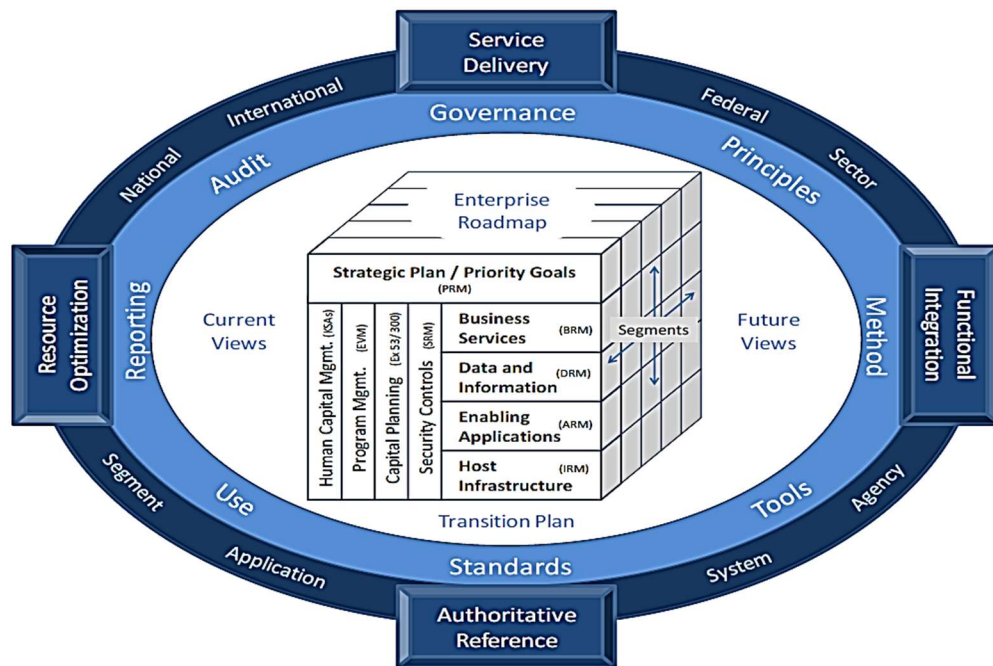 Service
Delivery
International
Federal
Governance
National
Sector
Audit
Principles
Enterprise
Roadmap
Strategic Plan / Priority Goals
(PRM)
Resource
Optimization
Reporting
Current
Views
Human Capital Mgmt. (KSAs)
Program Mgmt. (EVM)
Capital Planning (Ex 53/300)
Security Controls (SRM)
Business (BRM)
Services
Data and (DRM)
Information
Enabling (ARM)
Applications
Host (IRM)
Infrastructure
Segments
Future
Views
Method
Functional
Integration
Transition Plan
Segment
Use
Tools
Agency
Application
Standards
System
Authoritative
Reference